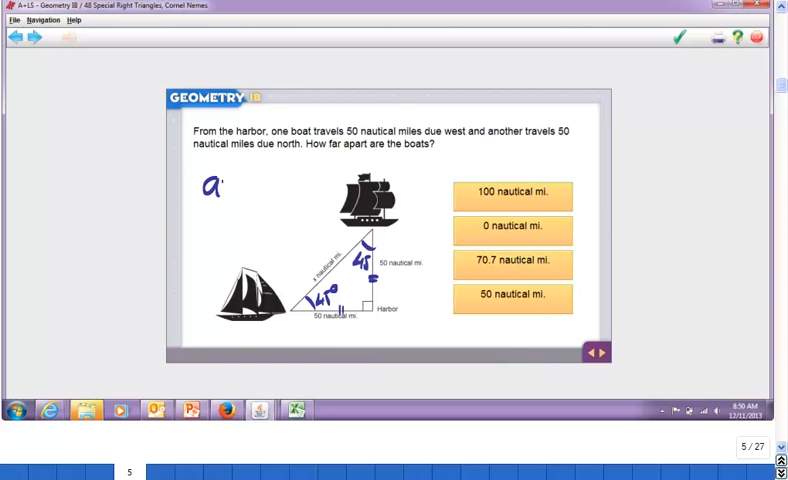 A+LS - Geometry IB / 48 Special Right Triangles, Cornel Nemes
File Navigation Help
GEOMETRY IB
From the harbor, one boat travels 50 nautical miles due west and another travels 50
nautical miles due north. How far apart are the boats?
a
100 nautical mi.
0 nautical mi.
70.7 nautical mi.
50 nautical mi.
x nautical mi.
45
50 nautical mi.
45°
Harbor
50 nautical mi.
8:50 AM
12/11/2013
5 / 27
5